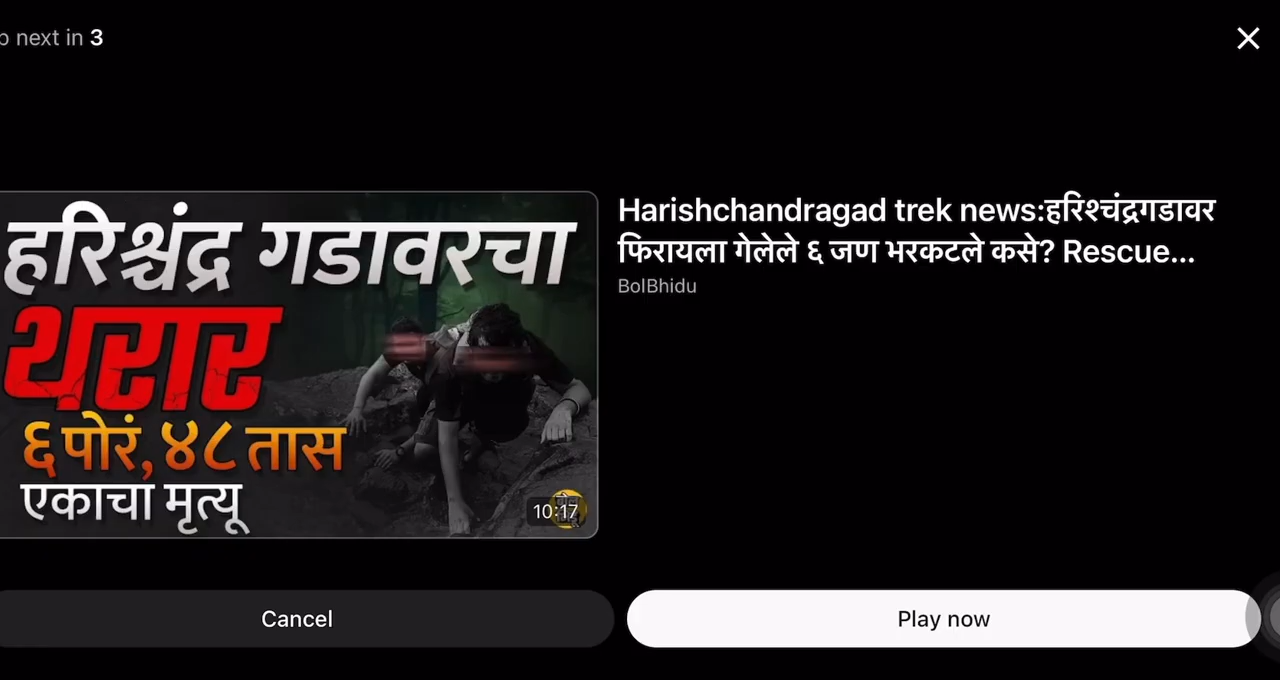 next in 3
Harishchandragad trek news:हरिश्चंद्रगडावर
फिरायला गेलेले ६ जण भरकटले कसे? Rescue...
BolBhidu
हरिश्चंद्र गडावरचा
थरार
६ पोरं, ४८ तास
एकाचा मृत्यू
10:17
Cancel
Play now